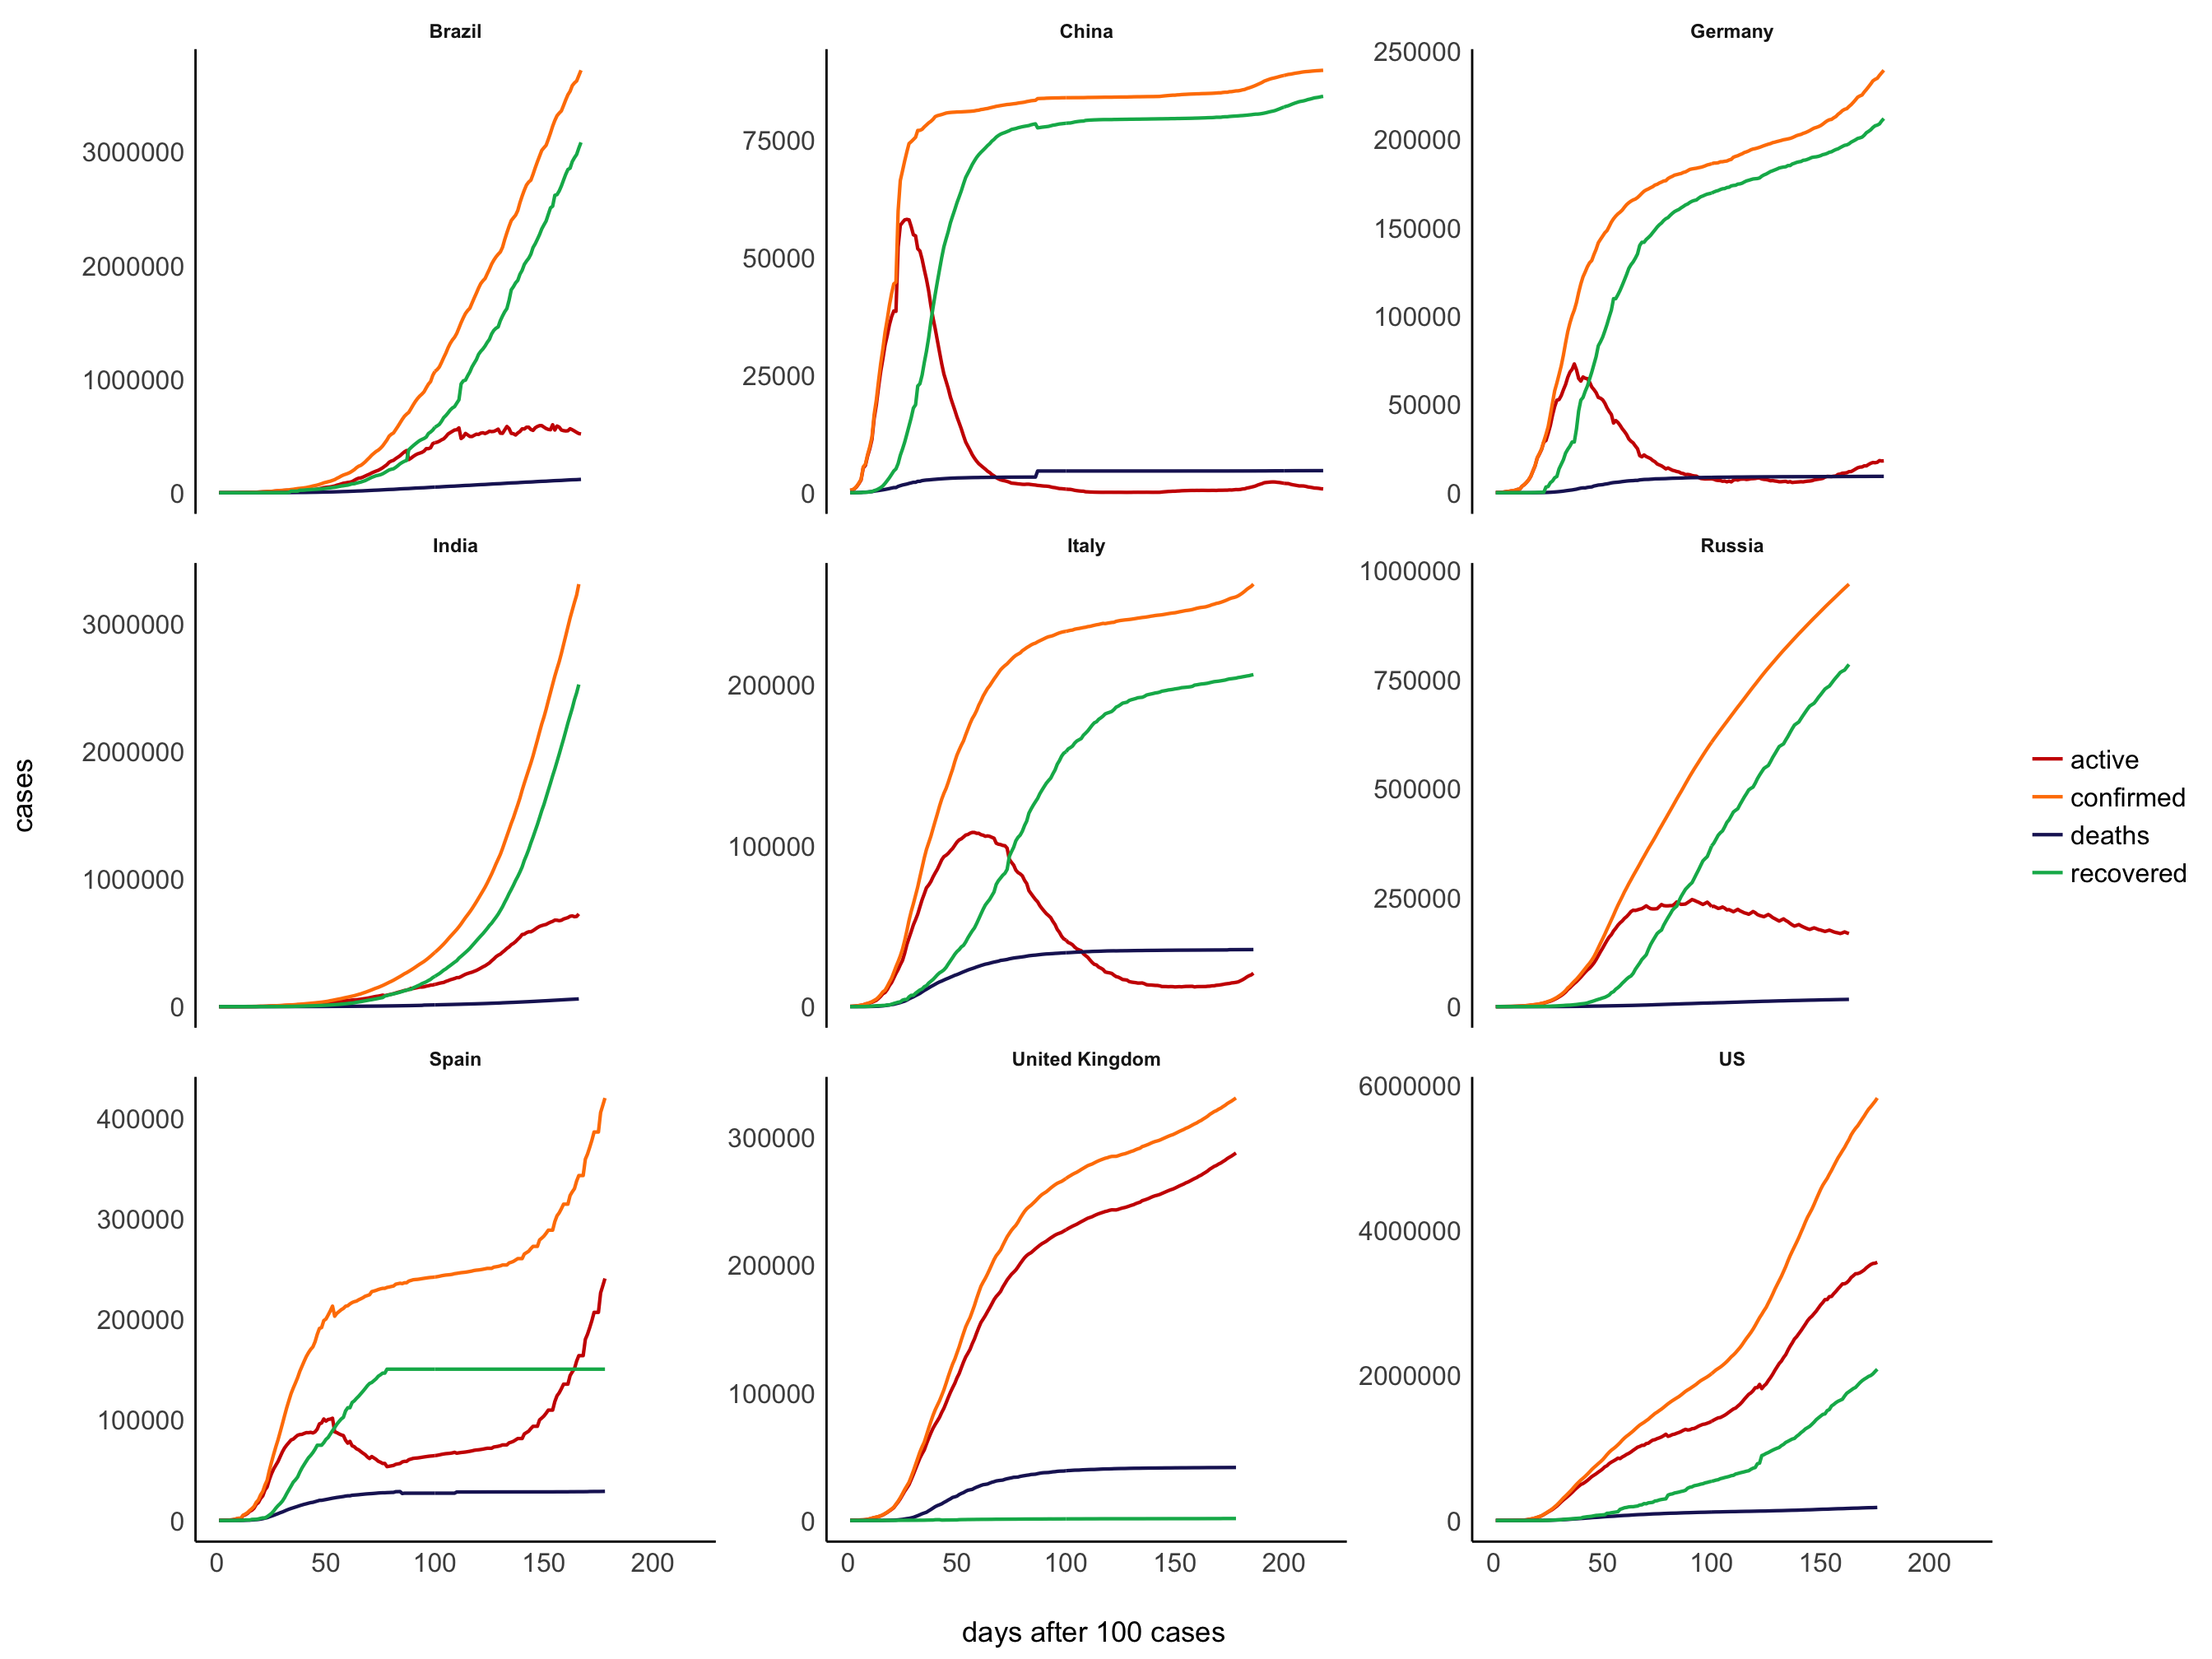 Brazil
China
Germany
3000000
2000000
1000000
0
75000
50000
25000
0
250000
200000
150000
100000
50000
0
India
Italy
Russia
3000000
2000000
1000000
0
200000
100000
0
1000000
750000
500000
250000
0
Spain
United Kingdom
US
400000
300000
200000
100000
0
300000
200000
100000
0
6000000
4000000
2000000
0
0 50 100 150 200
0 50 100 150 200
0 50 100 150 200
days after 100 cases
cases
active
confirmed
deaths
recovered